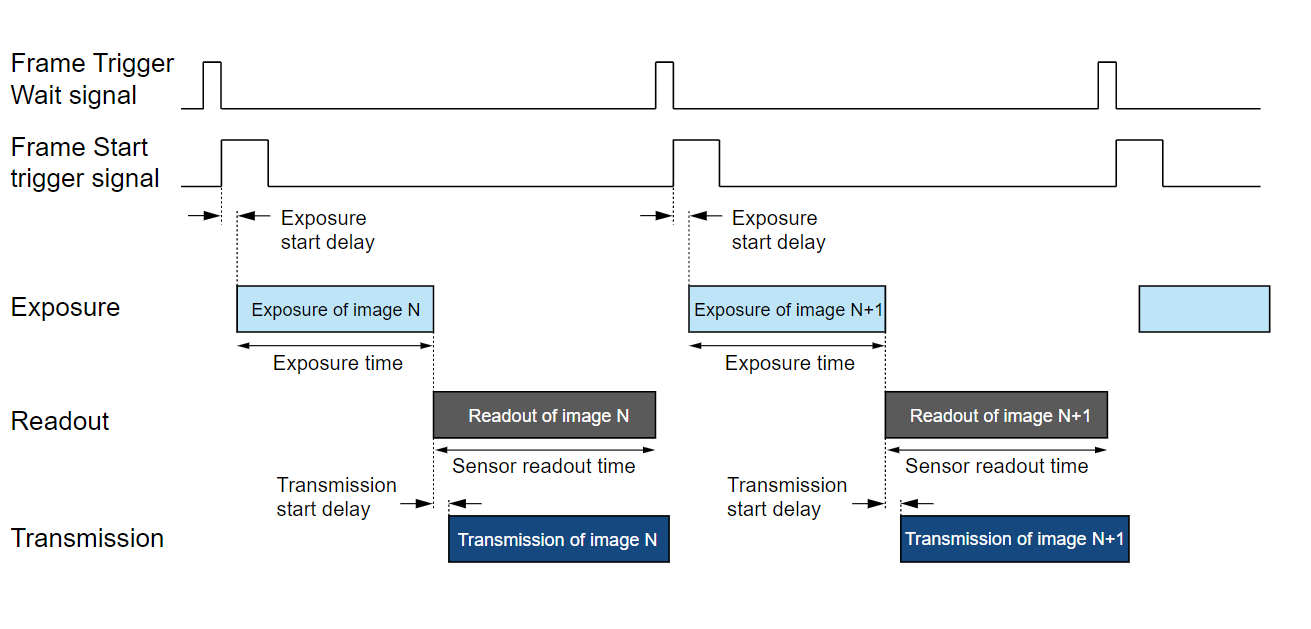 Frame Trigger
Wait signal
Frame Start
trigger signal
Exposure
start delay
Exposure
start delay
Exposure
Exposure of image N
Exposure of image N+1
Exposure time
Exposure time
Readout
Readout of image N
Readout of image N+1
Sensor readout time
Sensor readout time
Transmission
start delay
Transmission
start delay
Transmission
Transmission of image N
Transmission of image N+1